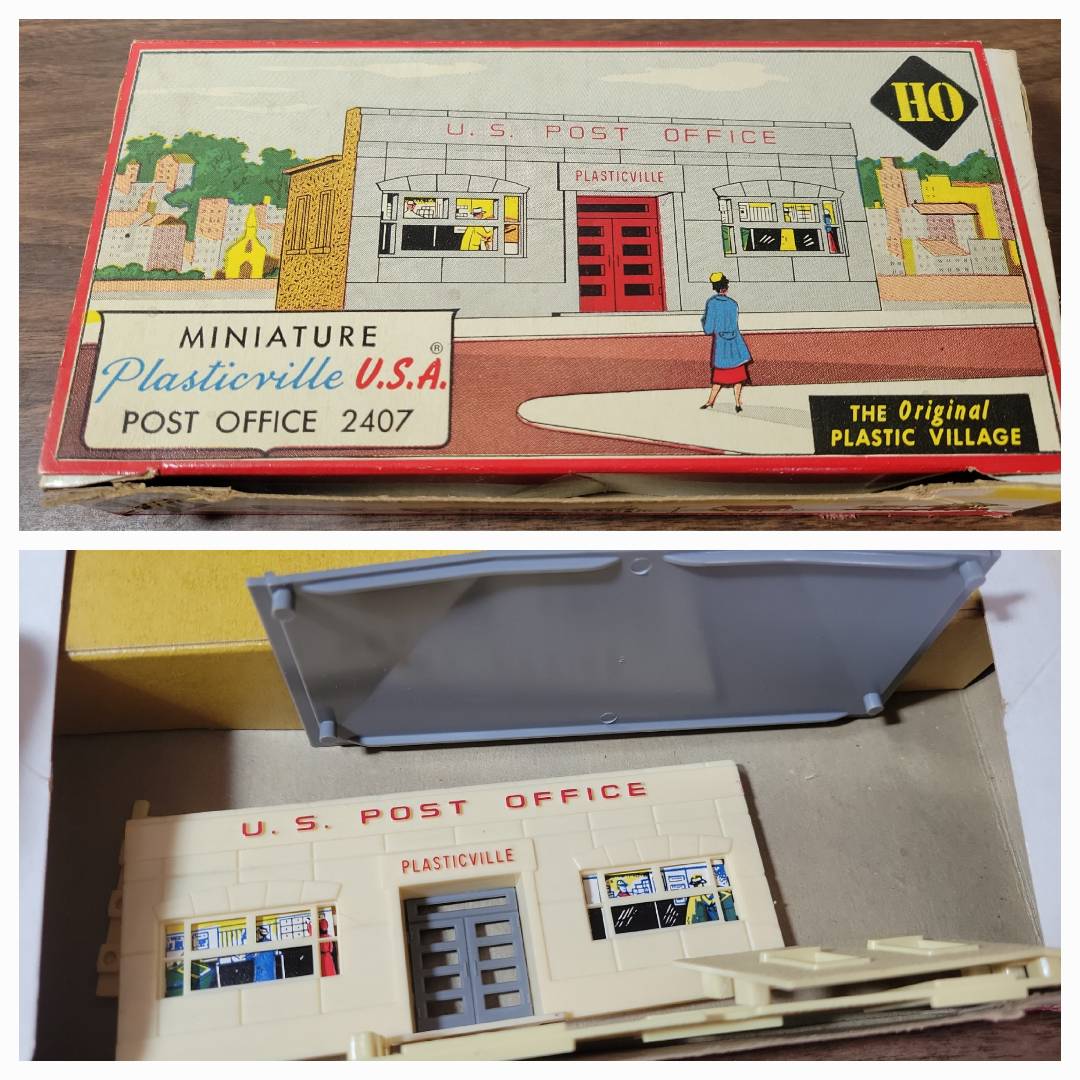 HO
U. S. POST OFFICE
PLASTICVILLE
MINIATURE
Plasticville U.S.A.®
POST OFFICE 2407
THE Original
PLASTIC VILLAGE
U. S. POST OFFICE
PLASTICVILLE